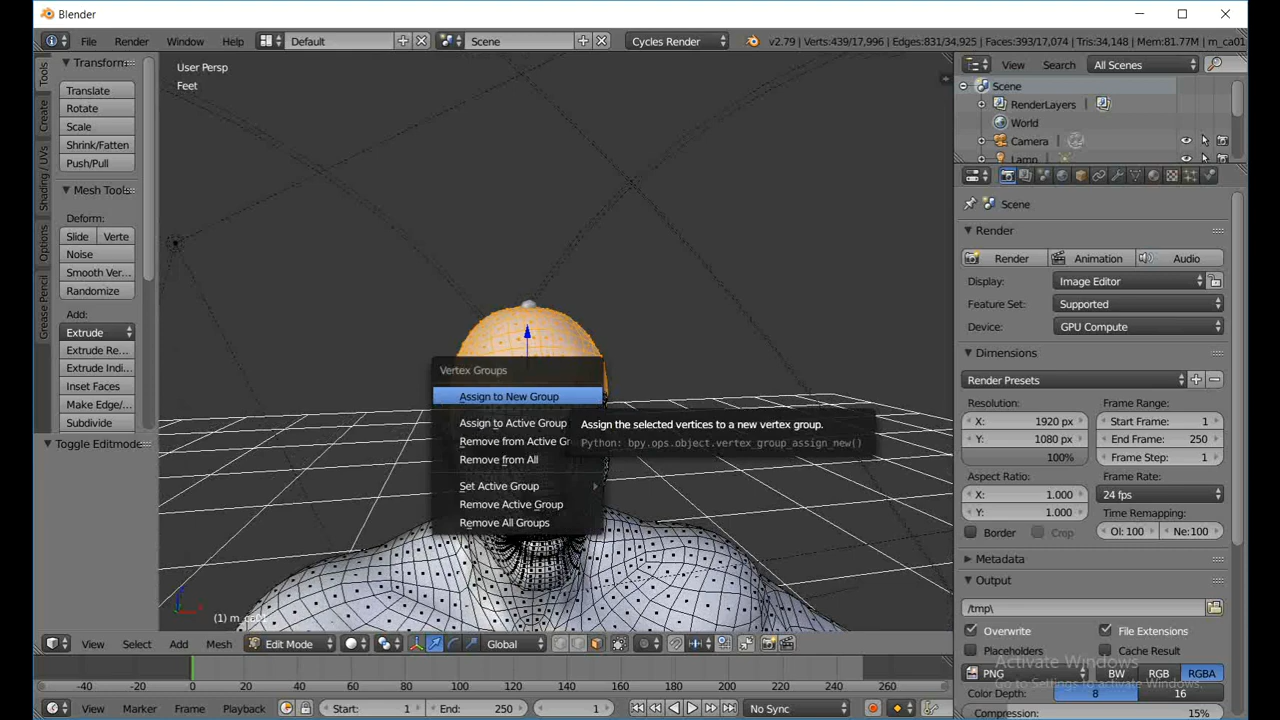 Blender
File Render Window Help Default Scene Cycles Render v2.79 | Verts:439/17,996 | Edges:831/34,925 | Faces:393/17,074 | Tris:34,148 | Mem:81.77M | m_ca01
Tools
Create
Shading / UVs
Options
Grease Pencil
Transform
Translate
Rotate
Scale
Shrink/Fatten
Push/Pull
Mesh Tools
Deform:
Slide Verte
Noise
Smooth Ver...
Randomize
Add:
Extrude
Extrude Re...
Extrude Indi...
Inset Faces
Make Edge/...
Subdivide
Toggle Editmode
User Persp
Feet
Vertex Groups
Assign to New Group
Assign to Active Group
Remove from Active Gr
Remove from All
Set Active Group
Remove Active Group
Remove All Groups
Assign the selected vertices to a new vertex group.
Python: bpy.ops.object.vertex_group_assign_new()
(1) m_ca01
View Select Add Mesh Edit Mode Global
-40 -20 0 20 40 60 80 100 120 140 160 180 200 220 240 260
View Marker Frame Playback Start: 1 End: 250 1 No Sync
View Search All Scenes
Scene
RenderLayers
World
Camera
Lamp
Scene
Render
Render Animation Audio
Display: Image Editor
Feature Set: Supported
Device: GPU Compute
Dimensions
Render Presets
Resolution: Frame Range:
X: 1920 px Start Frame: 1
Y: 1080 px End Frame: 250
100% Frame Step: 1
Aspect Ratio: Frame Rate:
X: 1.000 24 fps
Y: 1.000 Time Remapping:
Border Crop Ol: 100 Ne:100
Metadata
Output
/tmp\
Overwrite File Extensions
Placeholders Cache Result
Activate Windows
Go to Settings to activate Windows.
PNG BW RGB RGBA
Color Depth: 8 16
Compression: 15%